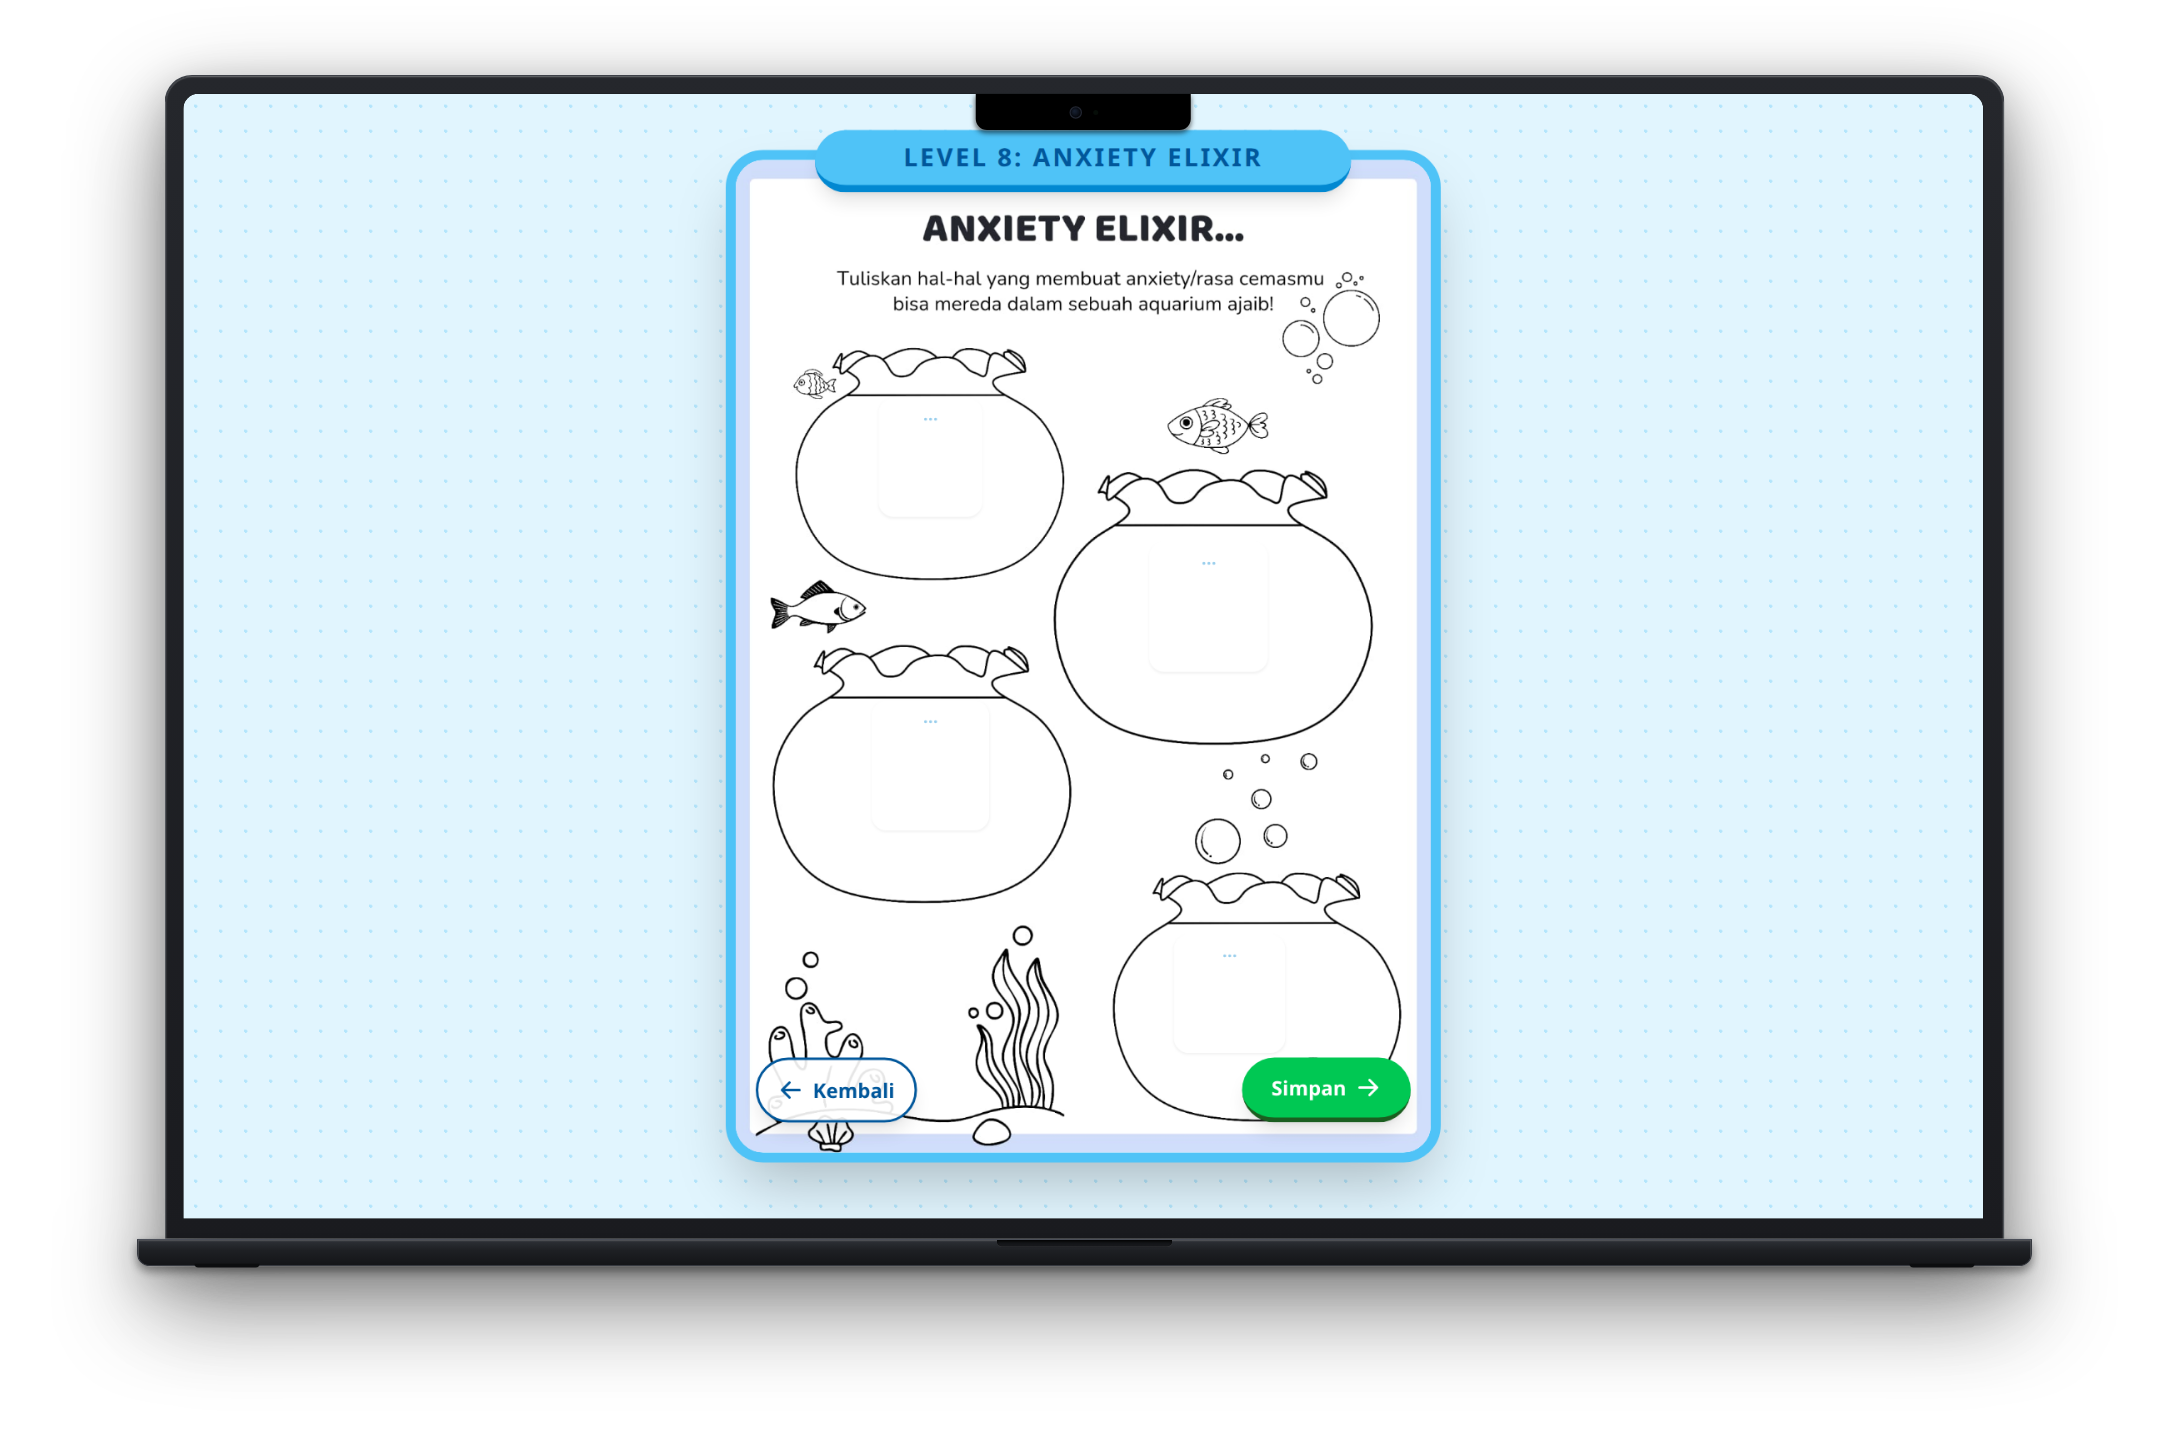 LEVEL 8: ANXIETY ELIXIR
ANXIETY ELIXIR...
Tuliskan hal-hal yang membuat anxiety/rasa cemasmu
bisa mereda dalam sebuah aquarium ajaib!
...
...
...
...
Kembali
Simpan